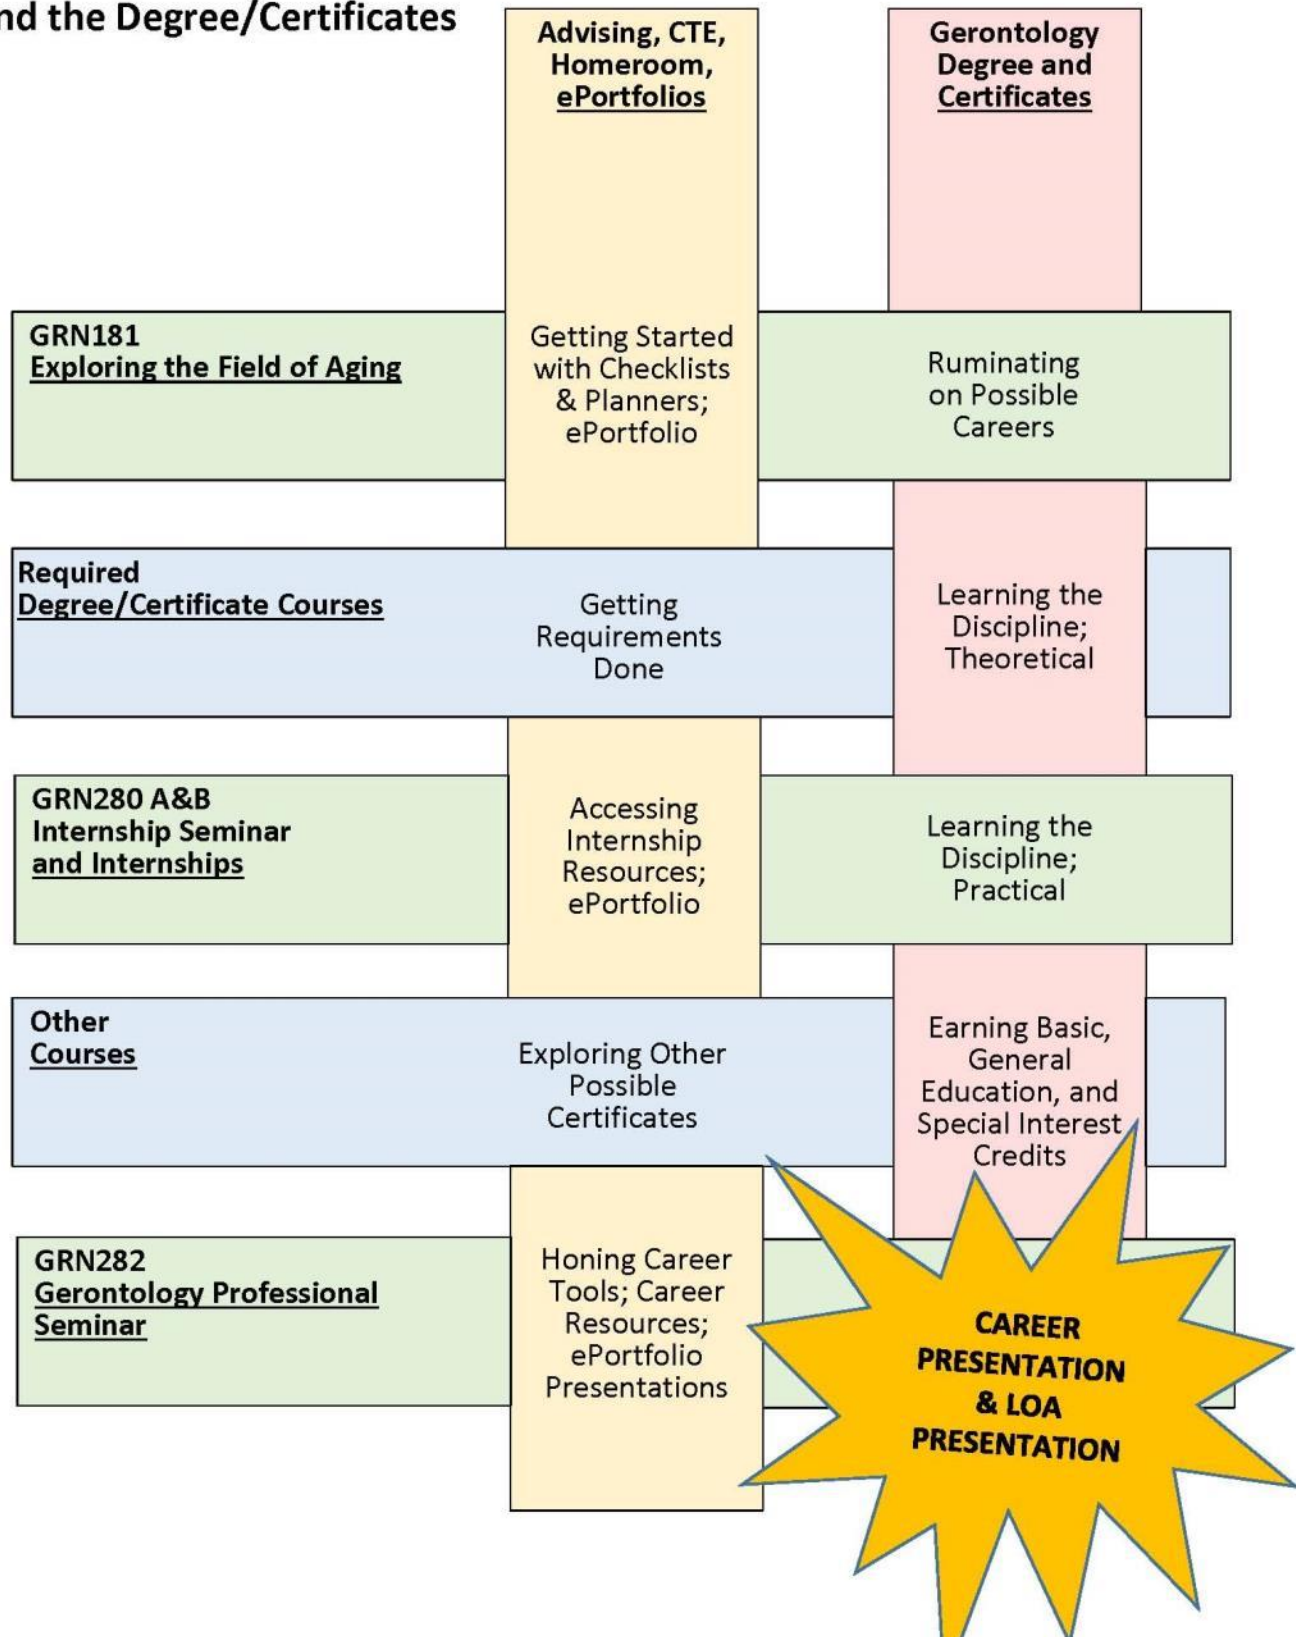 nd the Degree/Certificates
Advising, CTE,
Homeroom,
ePortfolios
Gerontology
Degree and
Certificates
GRN181
Exploring the Field of Aging
Getting Started
with Checklists
& Planners;
ePortfolio
Ruminating
on Possible
Careers
Required
Degree/Certificate Courses
Getting
Requirements
Done
Learning the
Discipline;
Theoretical
GRN280 A&B
Internship Seminar
and Internships
Accessing
Internship
Resources;
ePortfolio
Learning the
Discipline;
Practical
Other
Courses
Exploring Other
Possible
Certificates
Earning Basic,
General
Education, and
Special Interest
Credits
GRN282
Gerontology Professional
Seminar
Honing Career
Tools; Career
Resources;
ePortfolio
Presentations
CAREER
PRESENTATION
& LOA
PRESENTATION